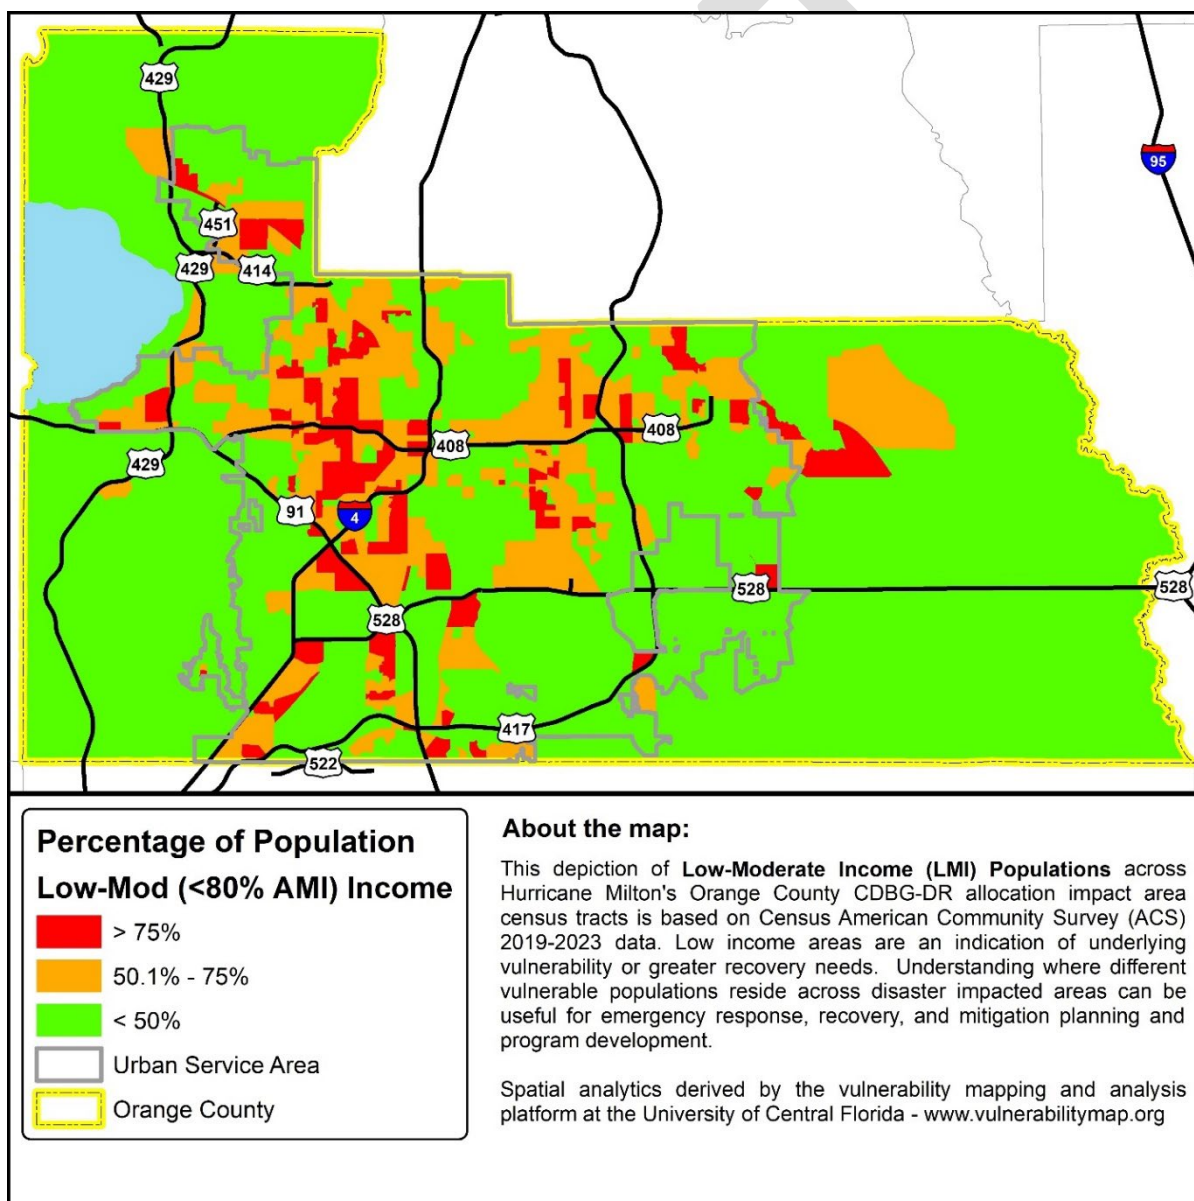 429
95
451
429
414
408
408
429
91
4
528
528
528
417
522
Percentage of Population
Low-Mod (<80% AMI) Income
> 75%
50.1% - 75%
< 50%
Urban Service Area
Orange County
About the map:
This depiction of Low-Moderate Income (LMI) Populations across
Hurricane Milton's Orange County CDBG-DR allocation impact area
census tracts is based on Census American Community Survey (ACS)
2019-2023 data. Low income areas are an indication of underlying
vulnerability or greater recovery needs. Understanding where different
vulnerable populations reside across disaster impacted areas can be
useful for emergency response, recovery, and mitigation planning and
program development.
Spatial analytics derived by the vulnerability mapping and analysis
platform at the University of Central Florida - www.vulnerabilitymap.org